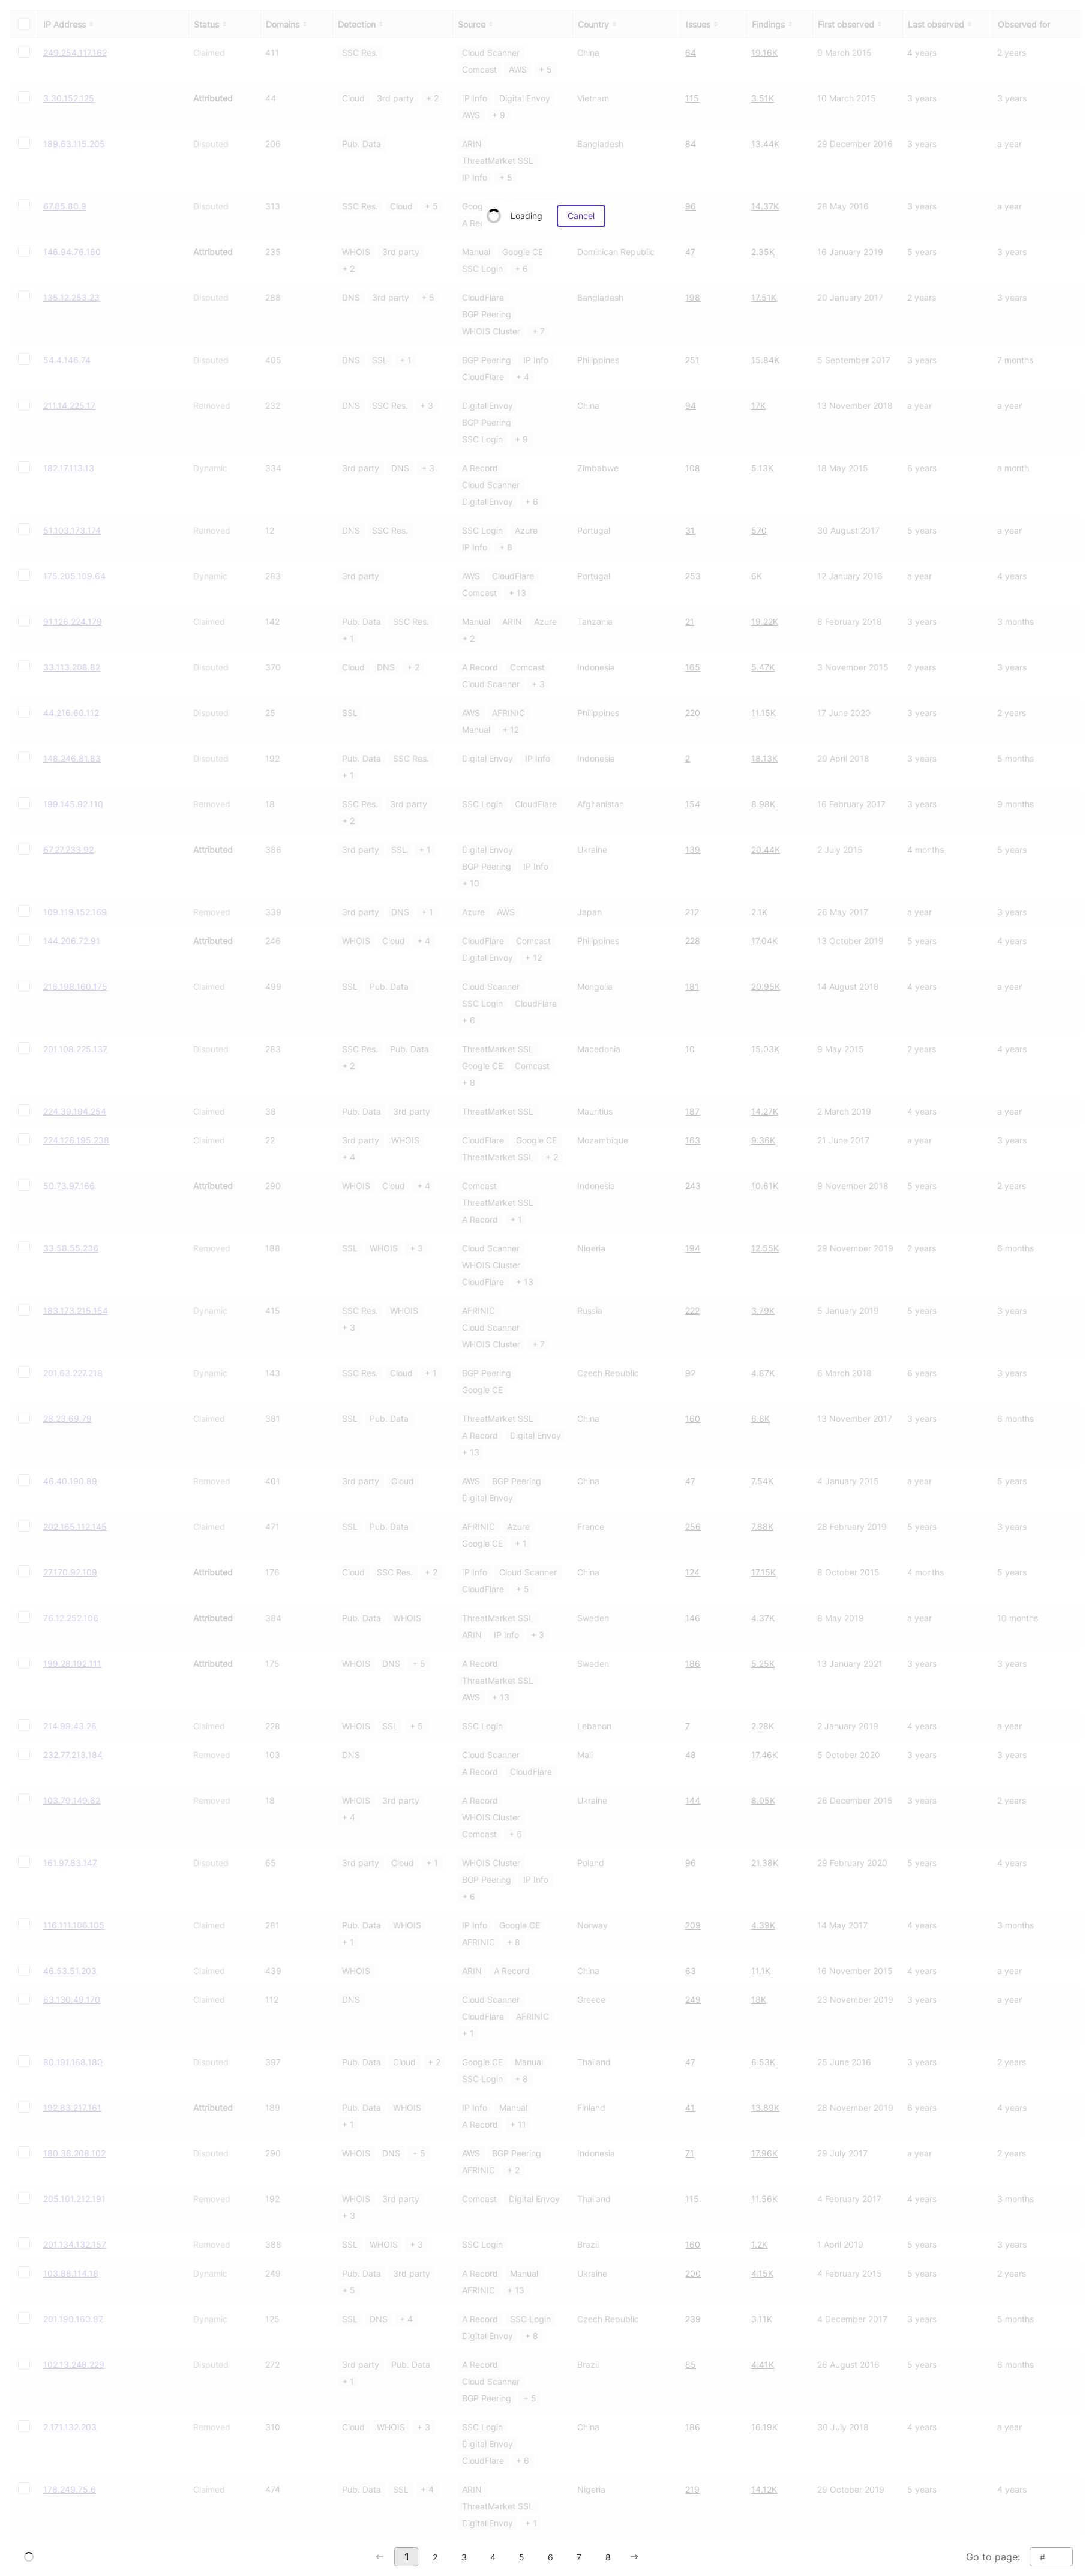 IP Address Status Domains Detection Source Country Issues Findings First observed Last observed Observed for
249.254.117.162 Claimed 411 SSC Res. Cloud Scanner China 64 19.16K 9 March 2015 4 years 2 years
Comcast AWS + 5
3.30.152.125 Attributed 44 Cloud 3rd party + 2 IP Info Digital Envoy Vietnam 115 3.51K 10 March 2015 3 years 3 years
AWS + 9
189.63.115.205 Disputed 206 Pub. Data ARIN Bangladesh 84 13.44K 29 December 2016 3 years a year
ThreatMarket SSL
IP Info + 5
67.85.80.9 Disputed 313 SSC Res. Cloud + 5 96 14.37K 28 May 2016 3 years a year
Loading Cancel
146.94.76.160 Attributed 235 WHOIS 3rd party Manual Google CE Dominican Republic 47 2.35K 16 January 2019 5 years 3 years
+ 2 SSC Login + 6
135.12.253.23 Disputed 288 DNS 3rd party + 5 CloudFlare Bangladesh 198 17.51K 20 January 2017 2 years 3 years
BGP Peering
WHOIS Cluster + 7
54.4.146.74 Disputed 405 DNS SSL + 1 BGP Peering IP Info Philippines 251 15.84K 5 September 2017 3 years 7 months
CloudFlare + 4
211.14.225.17 Removed 232 DNS SSC Res. + 3 Digital Envoy China 94 17K 13 November 2018 a year a year
BGP Peering
SSC Login + 9
182.17.113.13 Dynamic 334 3rd party DNS + 3 A Record Zimbabwe 108 5.13K 18 May 2015 6 years a month
Cloud Scanner
Digital Envoy + 6
51.103.173.174 Removed 12 DNS SSC Res. SSC Login Azure Portugal 31 570 30 August 2017 5 years a year
IP Info + 8
175.205.109.64 Dynamic 283 3rd party AWS CloudFlare Portugal 253 6K 12 January 2016 a year 4 years
Comcast + 13
91.126.224.179 Claimed 142 Pub. Data SSC Res. Manual ARIN Azure Tanzania 21 19.22K 8 February 2018 3 years 3 months
+ 1 + 2
33.113.208.82 Disputed 370 Cloud DNS + 2 A Record Comcast Indonesia 165 5.47K 3 November 2015 2 years 3 years
Cloud Scanner + 3
44.216.60.112 Disputed 25 SSL AWS AFRINIC Philippines 220 11.15K 17 June 2020 3 years 2 years
Manual + 12
148.246.81.63 Disputed 192 Pub. Data SSC Res. Digital Envoy IP Info Indonesia 2 18.13K 29 April 2018 3 years 5 months
+ 1
199.145.92.110 Removed 18 SSC Res. 3rd party SSC Login CloudFlare Afghanistan 154 8.98K 16 February 2017 3 years 9 months
+ 2
67.27.233.92 Attributed 386 3rd party SSL + 1 Digital Envoy Ukraine 139 20.44K 2 July 2015 4 months 5 years
BGP Peering IP Info
+ 10
109.119.152.169 Removed 339 3rd party DNS + 1 Azure AWS Japan 212 2.1K 26 May 2017 a year 3 years
144.206.72.91 Attributed 246 WHOIS Cloud + 4 CloudFlare Comcast Philippines 228 17.04K 13 October 2019 5 years 4 years
Digital Envoy + 12
216.198.160.175 Claimed 499 SSL Pub. Data Cloud Scanner Mongolia 181 20.95K 14 August 2018 4 years a year
SSC Login CloudFlare
+ 6
201.108.225.137 Disputed 283 SSC Res. Pub. Data ThreatMarket SSL Macedonia 10 15.03K 9 May 2015 2 years 4 years
+ 2 Google CE Comcast
+ 8
224.39.194.254 Claimed 38 Pub. Data 3rd party ThreatMarket SSL Mauritius 187 14.27K 2 March 2019 4 years a year
224.126.195.238 Claimed 22 3rd party WHOIS CloudFlare Google CE Mozambique 163 9.36K 21 June 2017 a year 3 years
+ 4 ThreatMarket SSL + 2
50.73.97.166 Attributed 290 WHOIS Cloud + 4 Comcast Indonesia 243 10.61K 9 November 2018 5 years 2 years
ThreatMarket SSL
A Record + 1
33.58.55.236 Removed 188 SSL WHOIS + 3 Cloud Scanner Nigeria 194 12.55K 29 November 2019 2 years 6 months
WHOIS Cluster
CloudFlare + 13
183.173.215.154 Dynamic 415 SSC Res. WHOIS AFRINIC Russia 222 3.79K 5 January 2019 5 years 3 years
+ 3 Cloud Scanner
WHOIS Cluster + 7
201.63.227.218 Dynamic 143 SSC Res. Cloud + 1 BGP Peering Czech Republic 92 4.87K 6 March 2018 6 years 3 years
Google CE
28.23.69.79 Claimed 381 SSL Pub. Data ThreatMarket SSL China 160 6.8K 13 November 2017 3 years 6 months
A Record Digital Envoy
+ 13
46.40.190.89 Removed 401 3rd party Cloud AWS BGP Peering China 47 7.54K 4 January 2015 a year 5 years
Digital Envoy
202.165.112.145 Claimed 471 SSL Pub. Data AFRINIC Azure France 256 7.88K 28 February 2019 5 years 3 years
Google CE + 1
27.170.92.109 Attributed 176 Cloud SSC Res. + 2 IP Info Cloud Scanner China 124 17.15K 8 October 2015 4 months 5 years
CloudFlare + 5
76.12.252.106 Attributed 384 Pub. Data WHOIS ThreatMarket SSL Sweden 146 4.37K 8 May 2019 a year 10 months
ARIN IP Info + 3
199.28.192.111 Attributed 175 WHOIS DNS + 5 A Record Sweden 186 5.25K 13 January 2021 3 years 3 years
ThreatMarket SSL
AWS + 13
214.99.43.26 Claimed 228 WHOIS SSL + 5 SSC Login Lebanon 7 2.28K 2 January 2019 4 years a year
232.77.213.184 Removed 103 DNS Cloud Scanner Mali 48 17.46K 5 October 2020 3 years 3 years
A Record CloudFlare
103.79.149.62 Removed 18 WHOIS 3rd party A Record Ukraine 144 8.05K 26 December 2015 3 years 2 years
+ 4 WHOIS Cluster
Comcast + 6
161.97.83.147 Disputed 65 3rd party Cloud + 1 WHOIS Cluster Poland 96 21.38K 29 February 2020 5 years 4 years
BGP Peering IP Info
+ 6
116.111.106.105 Claimed 281 Pub. Data WHOIS IP Info Google CE Norway 209 4.39K 14 May 2017 4 years 3 months
+ 1 AFRINIC + 8
46.53.51.203 Claimed 439 WHOIS ARIN A Record China 63 11.1K 16 November 2015 4 years a year
63.130.49.170 Claimed 112 DNS Cloud Scanner Greece 249 18K 23 November 2019 3 years a year
CloudFlare AFRINIC
+ 1
80.191.168.180 Disputed 397 Pub. Data Cloud + 2 Google CE Manual Thailand 47 6.53K 25 June 2016 3 years 2 years
SSC Login + 8
192.83.217.161 Attributed 189 Pub. Data WHOIS IP Info Manual Finland 41 13.89K 28 November 2019 6 years 4 years
+ 1 A Record + 11
180.36.208.102 Disputed 290 WHOIS DNS + 5 AWS BGP Peering Indonesia 71 17.96K 29 July 2017 a year 2 years
AFRINIC + 2
205.101.212.191 Removed 192 WHOIS 3rd party Comcast Digital Envoy Thailand 115 11.56K 4 February 2017 4 years 3 months
+ 3
201.134.132.157 Removed 388 SSL WHOIS + 3 SSC Login Brazil 160 1.2K 1 April 2019 5 years 3 years
103.88.114.18 Dynamic 249 Pub. Data 3rd party A Record Manual Ukraine 200 4.15K 4 February 2015 5 years 2 years
+ 5 AFRINIC + 13
201.190.160.87 Dynamic 125 SSL DNS + 4 A Record SSC Login Czech Republic 239 3.11K 4 December 2017 3 years 5 months
Digital Envoy + 8
102.13.248.229 Disputed 272 3rd party Pub. Data A Record Brazil 85 4.41K 26 August 2016 5 years 6 months
+ 1 Cloud Scanner
BGP Peering + 5
2.171.132.203 Removed 310 Cloud WHOIS + 3 SSC Login China 186 16.19K 30 July 2018 4 years a year
Digital Envoy
CloudFlare + 6
178.249.75.6 Claimed 474 Pub. Data SSL + 4 ARIN Nigeria 219 14.12K 29 October 2019 5 years 4 years
ThreatMarket SSL
Digital Envoy + 1
← 1 2 3 4 5 6 7 8 → Go to page: #